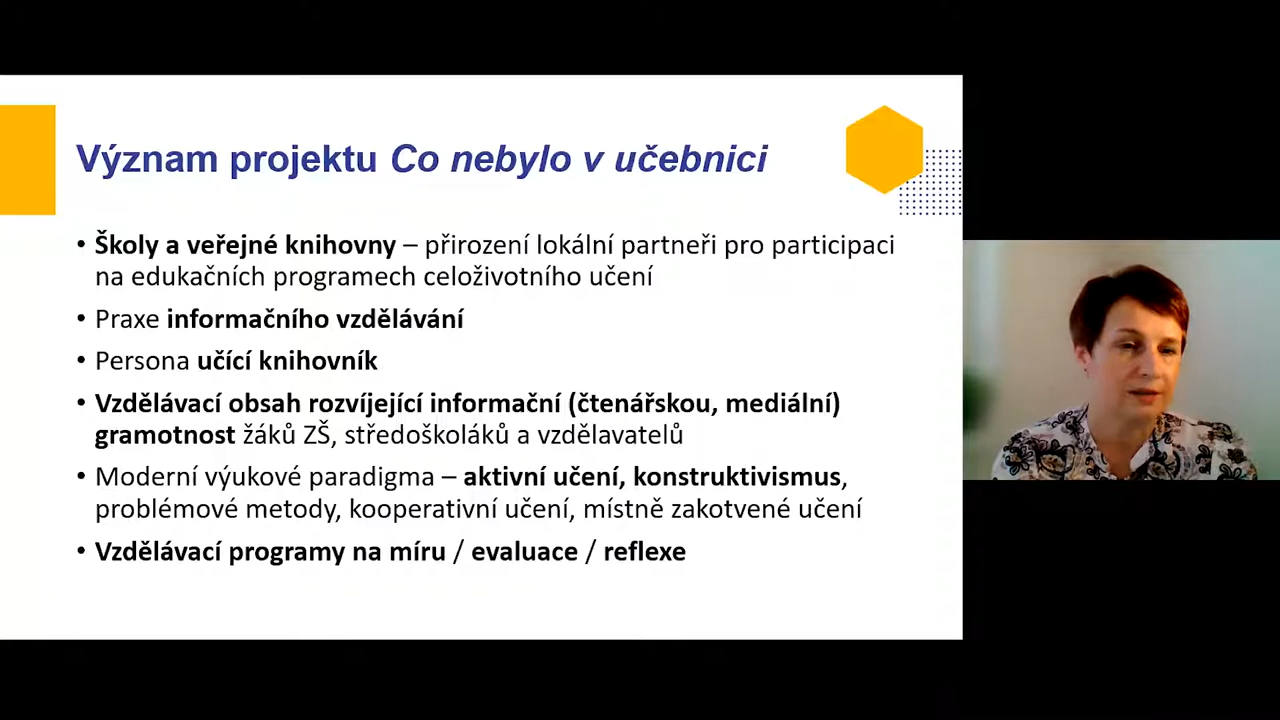 Význam projektu Co nebylo v učebnici
• Školy a veřejné knihovny – přirození lokální partneři pro participaci
na edukačních programech celoživotního učení
• Praxe informačního vzdělávání
• Persona učící knihovník
• Vzdělávací obsah rozvíjející informační (čtenářskou, mediální)
gramotnost žáků ZŠ, středoškoláků a vzdělavatelů
• Moderní výukové paradigma – aktivní učení, konstruktivismus,
problémové metody, kooperativní učení, místně zakotvené učení
• Vzdělávací programy na míru / evaluace / reflexe